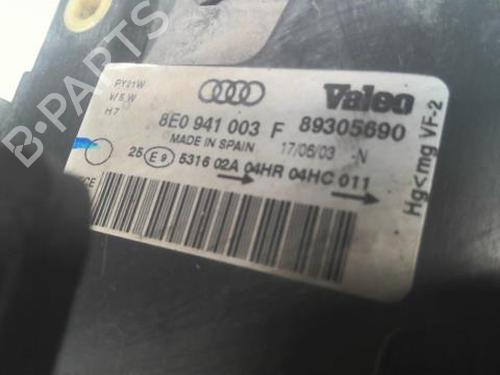 B-PARTS
PY21W
W5W
H7
Valeo
8E0 941 003 F 89305690
MADE IN SPAIN 17/06/03 N
25 E9 5316 02A 04HR 04HC 011
Hg<mg VF-2